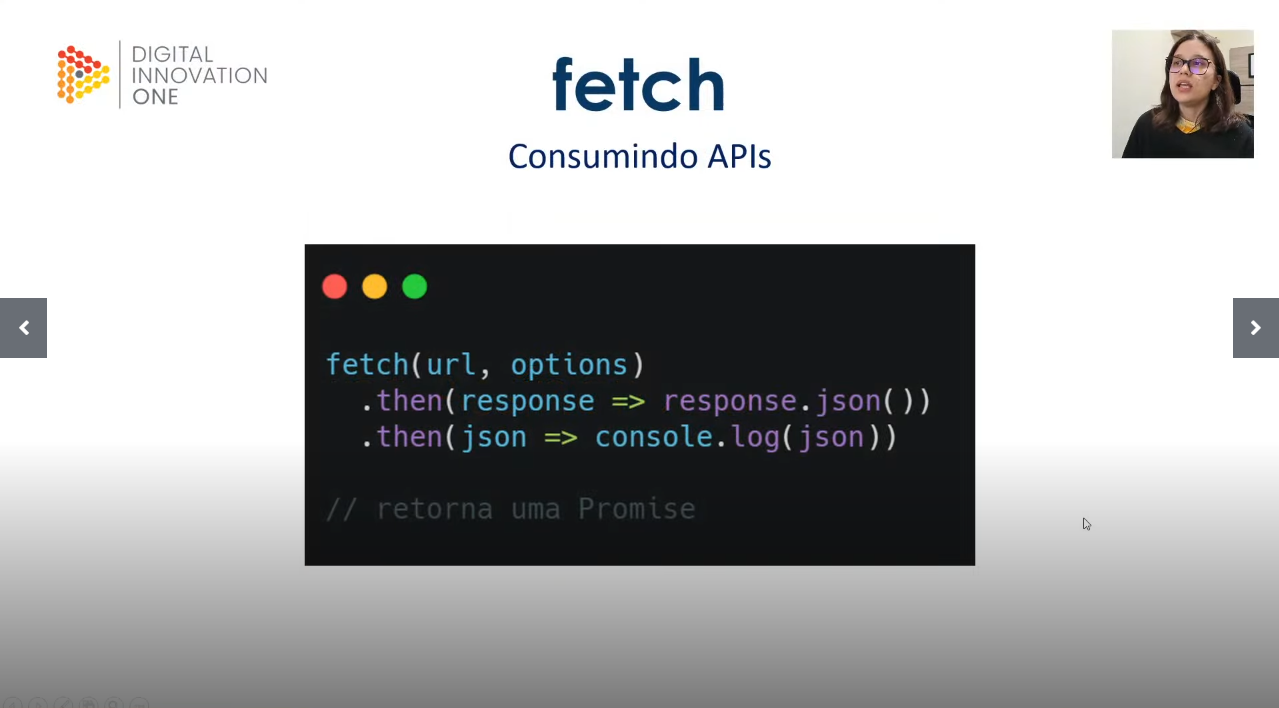 DIGITAL
INNOVATION
ONE
fetch
Consumindo APIs
fetch(url, options)
.then(response => response.json())
.then(json => console.log(json))
// retorna uma Promise